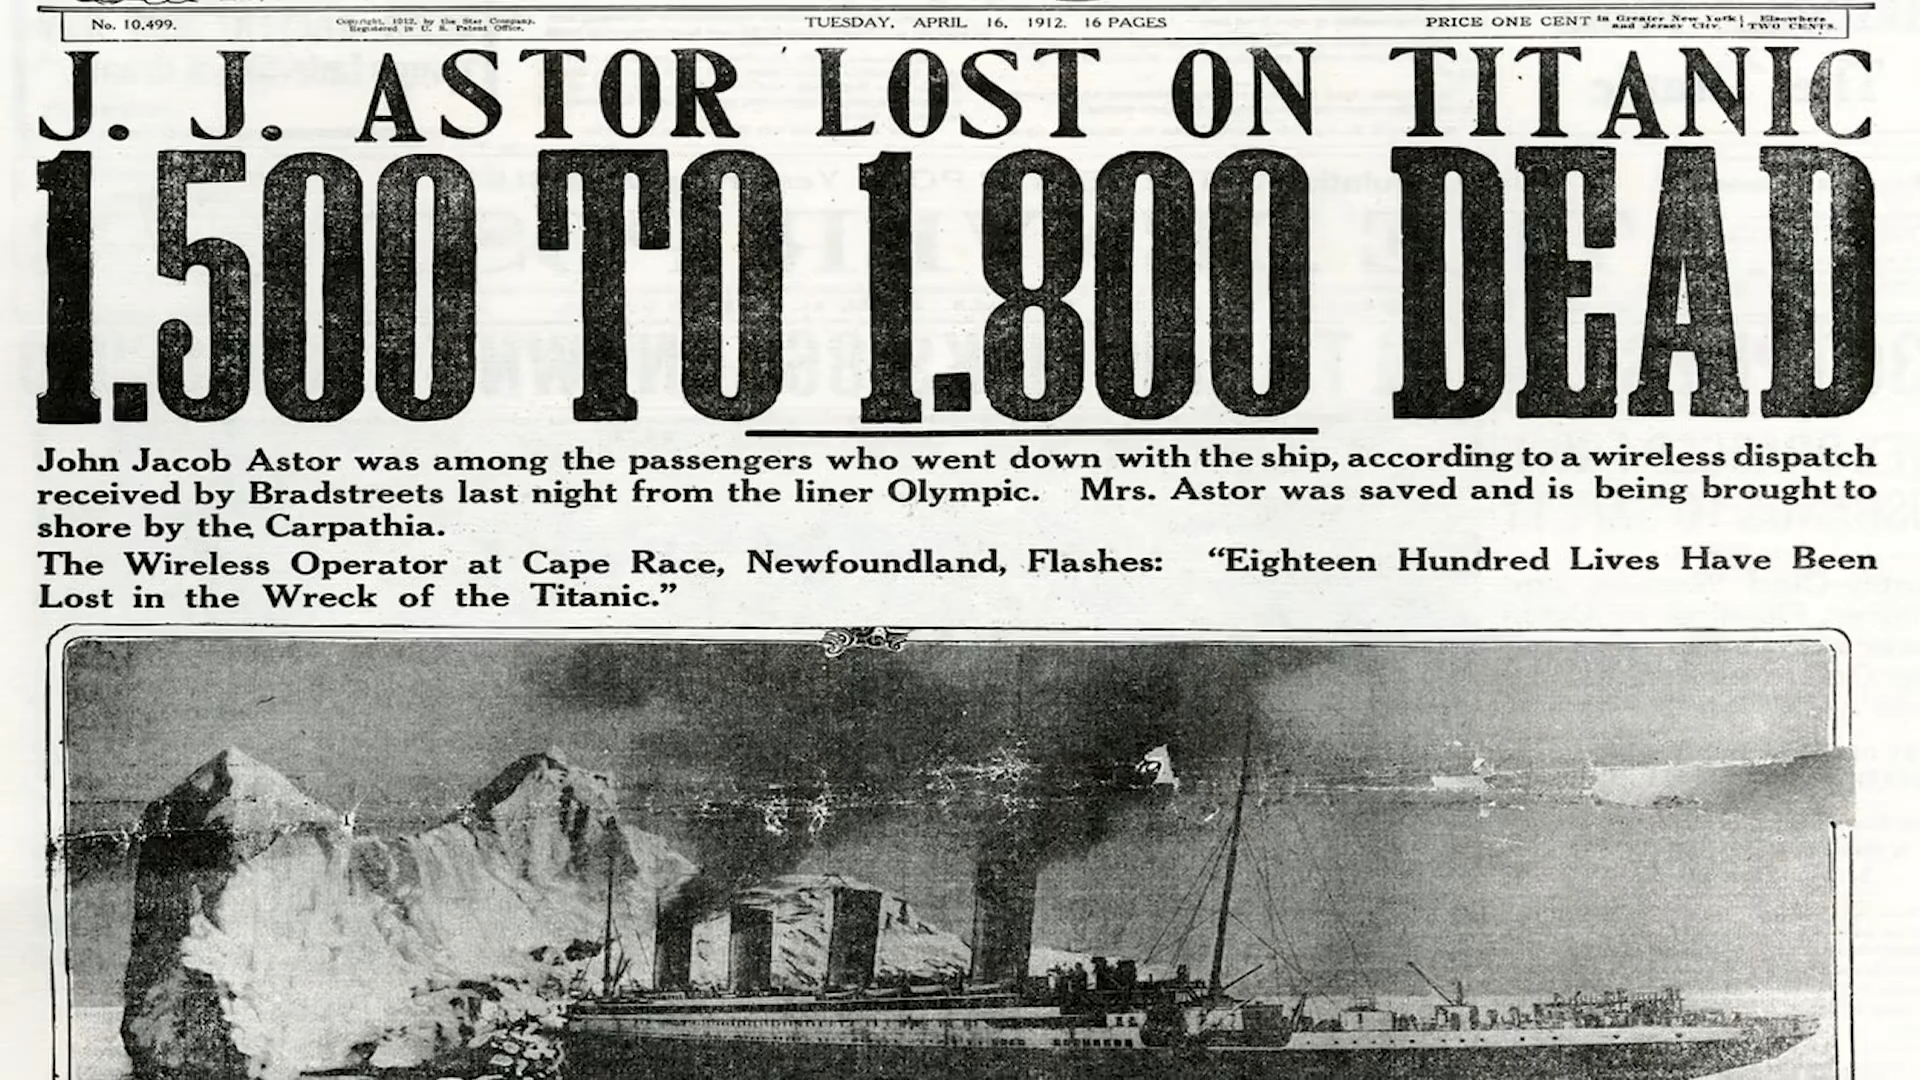 No. 10,499.
Copyright, 1912, by the Star Company.
Registered in U. S. Patent Office.
TUESDAY, APRIL 16, 1912. 16 PAGES
PRICE ONE CENT in Greater New York and Jersey City. Elsewhere TWO CENTS.
J. J. ASTOR LOST ON TITANIC
1.500 TO 1.800 DEAD
John Jacob Astor was among the passengers who went down with the ship, according to a wireless dispatch
received by Bradstreets last night from the liner Olympic. Mrs. Astor was saved and is being brought to
shore by the Carpathia.
The Wireless Operator at Cape Race, Newfoundland, Flashes: “Eighteen Hundred Lives Have Been
Lost in the Wreck of the Titanic.”